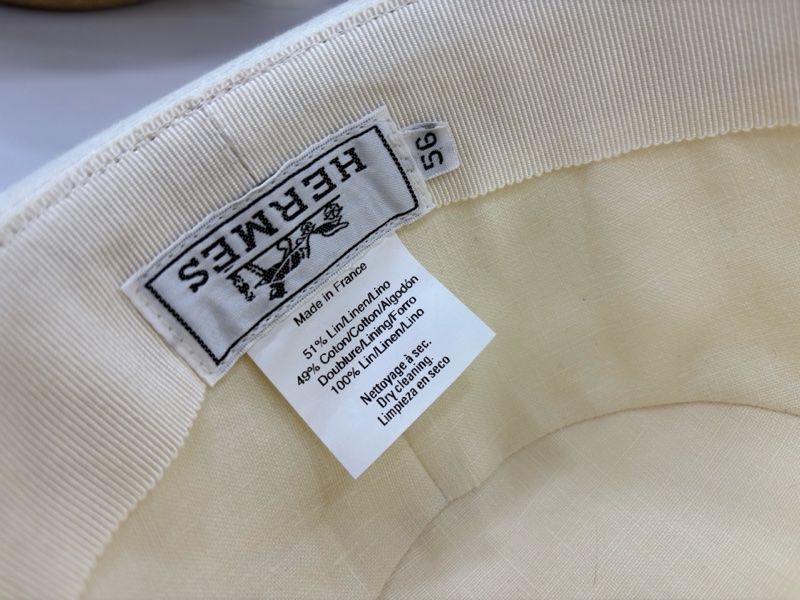 HERMES
56
Made in France
51% Lin/Linen/Lino
49% Coton/Cotton/Algodón
Doublure/Lining/Forro
100% Lin/Linen/Lino
Nettoyage à sec.
Dry cleaning.
Limpieza en seco